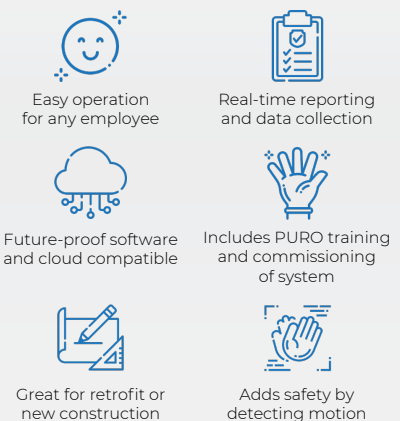 Easy operation
for any employee
Real-time reporting
and data collection
Future-proof software
and cloud compatible
Includes PURO training
and commissioning
of system
Great for retrofit or
new construction
Adds safety by
detecting motion